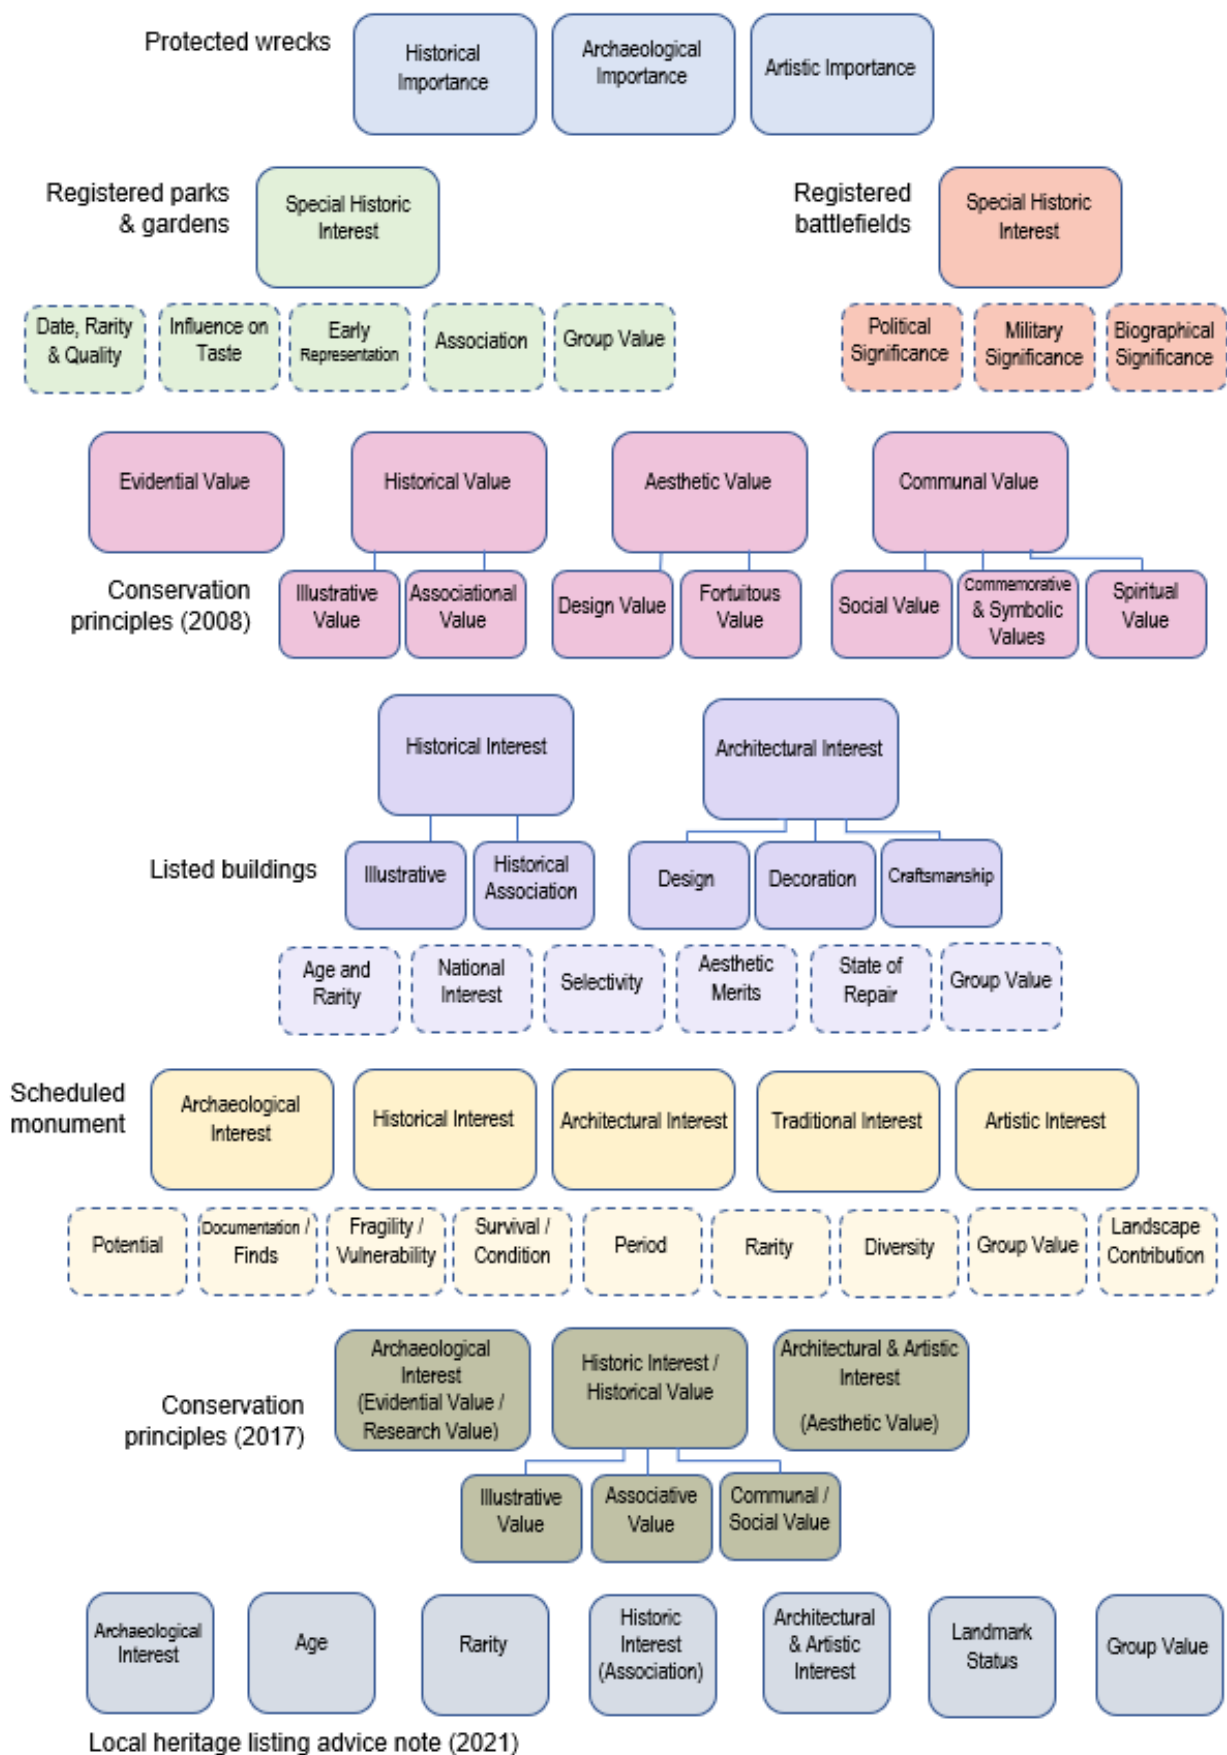 Protected wrecks
Historical
Importance
Archaeological
Importance
Artistic Importance
Registered parks
& gardens
Special Historic
Interest
Registered
battlefields
Special Historic
Interest
Date, Rarity
& Quality
Influence on
Taste
Early
Representation
Association
Group Value
Political
Significance
Military
Significance
Biographical
Significance
Evidential Value
Historical Value
Aesthetic Value
Communal Value
Conservation
principles (2008)
Illustrative
Value
Associational
Value
Design Value
Fortuitous
Value
Social Value
Commemorative
& Symbolic
Values
Spiritual
Value
Historical Interest
Architectural Interest
Listed buildings
Illustrative
Historical
Association
Design
Decoration
Craftsmanship
Age and
Rarity
National
Interest
Selectivity
Aesthetic
Merits
State of
Repair
Group Value
Scheduled
monument
Archaeological
Interest
Historical Interest
Architectural Interest
Traditional Interest
Artistic Interest
Potential
Documentation /
Finds
Fragility /
Vulnerability
Survival /
Condition
Period
Rarity
Diversity
Group Value
Landscape
Contribution
Conservation
principles (2017)
Archaeological
Interest
(Evidential Value /
Research Value)
Historic Interest /
Historical Value
Architectural & Artistic
Interest
(Aesthetic Value)
Illustrative
Value
Associative
Value
Communal /
Social Value
Archaeological
Interest
Age
Rarity
Historic
Interest
(Association)
Architectural
& Artistic
Interest
Landmark
Status
Group Value
Local heritage listing advice note (2021)